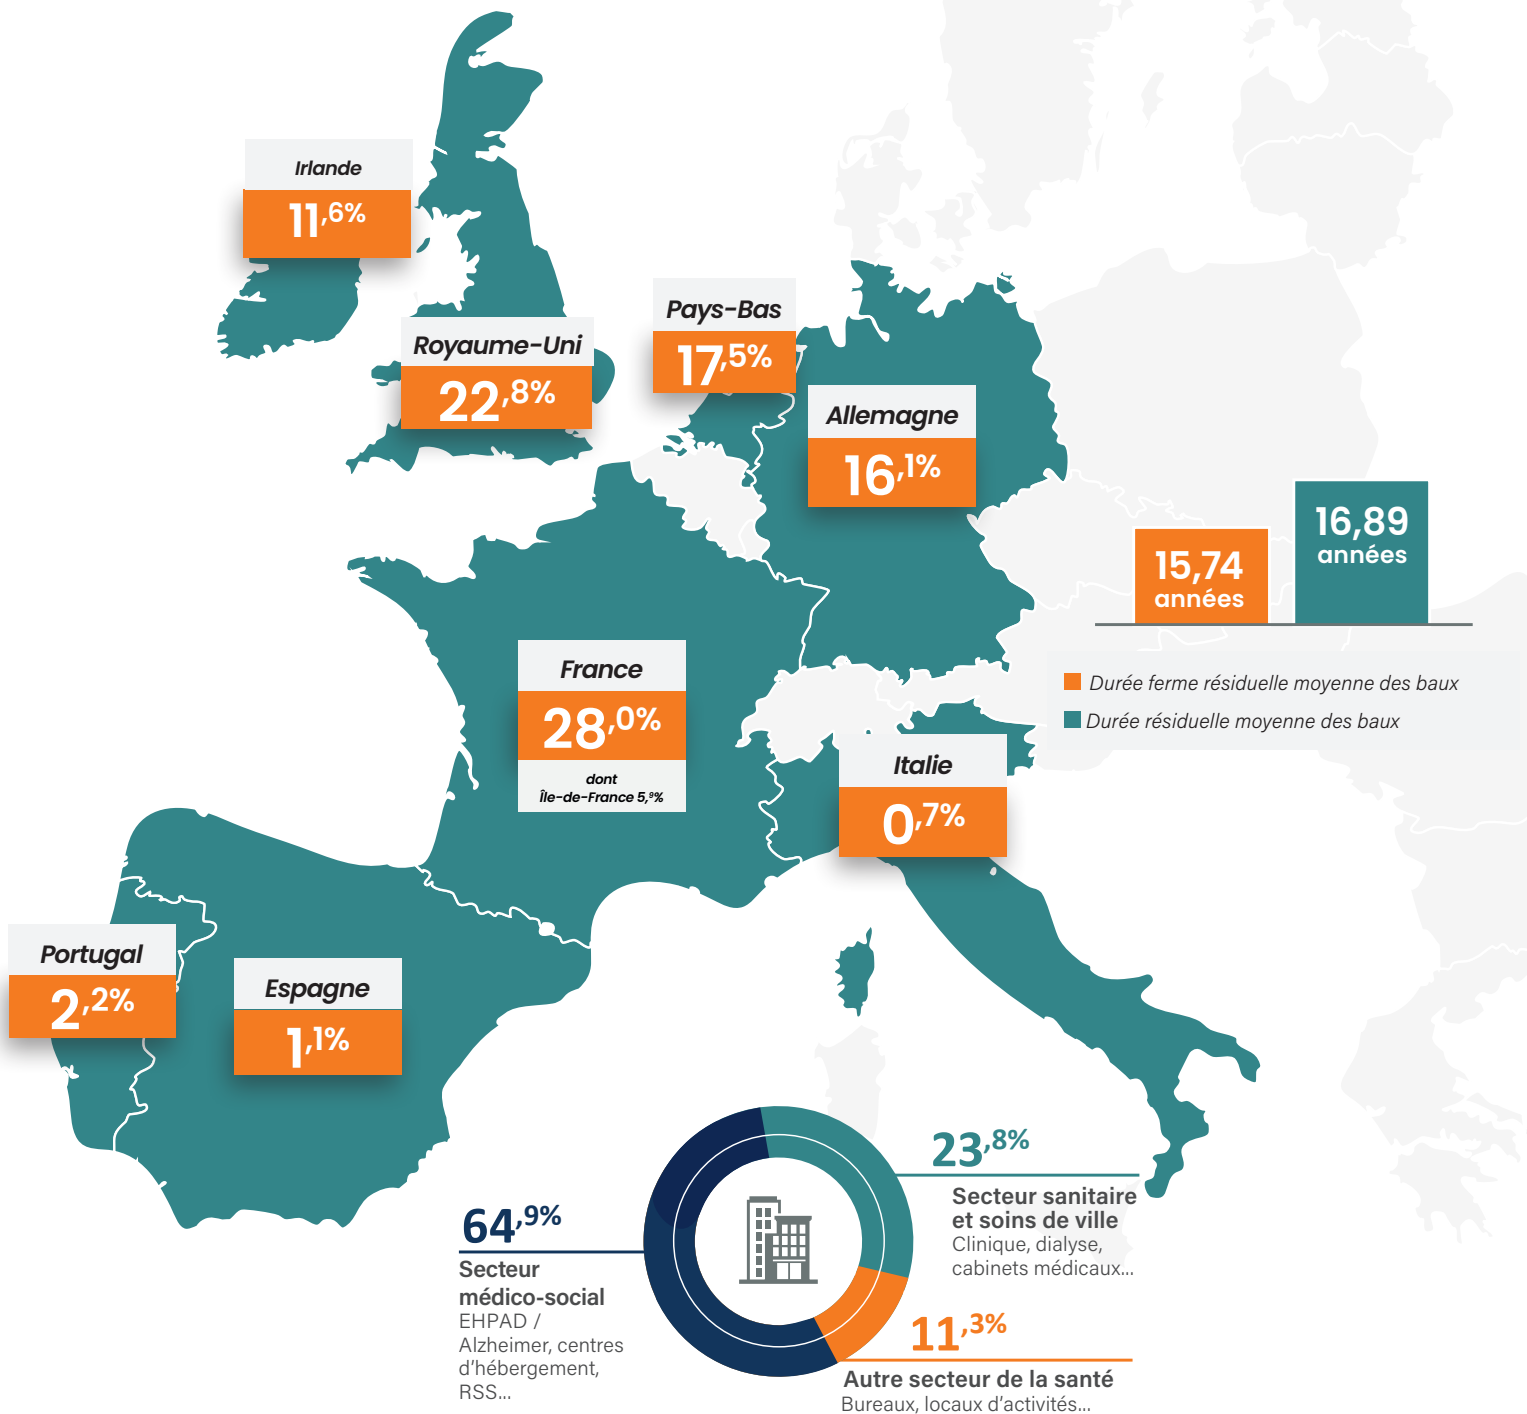 Irlande
11,6%
Royaume-Uni
22,8%
Pays-Bas
17,5%
Allemagne
16,1%
15,74
années
16,89
années
Durée ferme résiduelle moyenne des baux
Durée résiduelle moyenne des baux
France
28,0%
dont
Île-de-France 5,9%
Italie
0,7%
Portugal
2,2%
Espagne
1,1%
64,9%
Secteur
médico-social
EHPAD /
Alzheimer, centres
d'hébergement,
RSS...
23,8%
Secteur sanitaire
et soins de ville
Clinique, dialyse,
cabinets médicaux...
11,3%
Autre secteur de la santé
Bureaux, locaux d'activités...